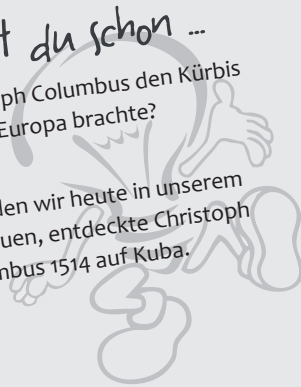 t du schon ...
ph Columbus den Kürbis
Europa brachte?
den wir heute in unserem
uen, entdeckte Christoph
mbus 1514 auf Kuba.